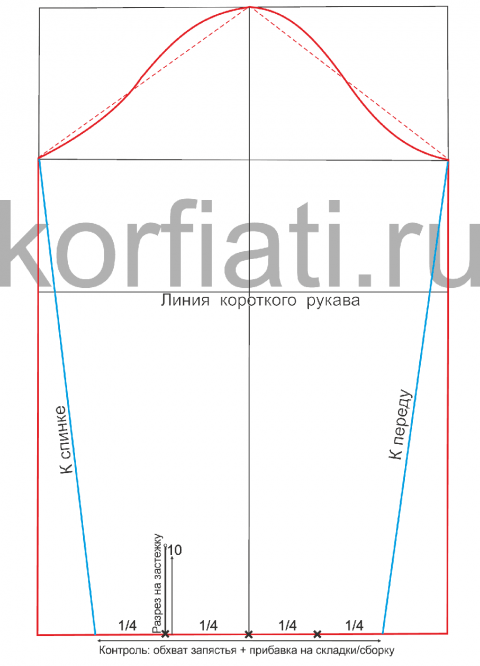 korfiati.ru
Линия короткого рукава
К спинке
К переду
Разрез на застежку
10
1/4 1/4 1/4 1/4
Контроль: обхват запястья + прибавка на складки/сборку